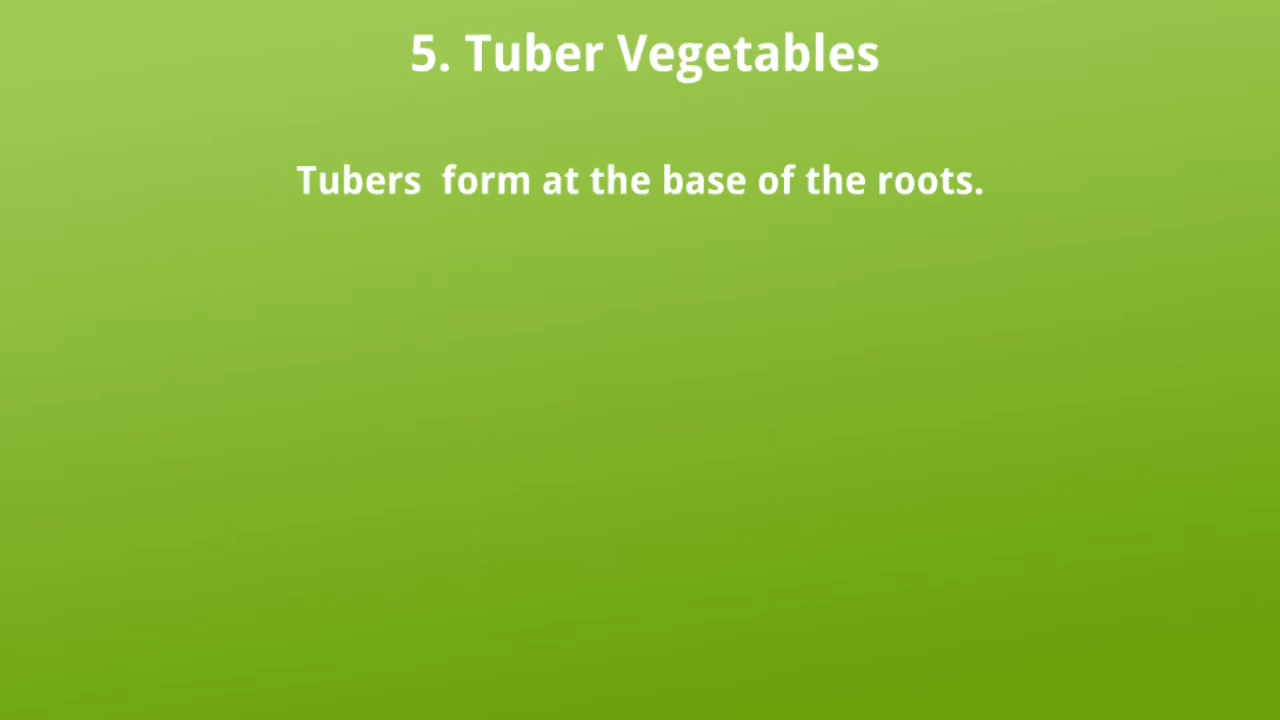 5. Tuber Vegetables
Tubers  form at the base of the roots.